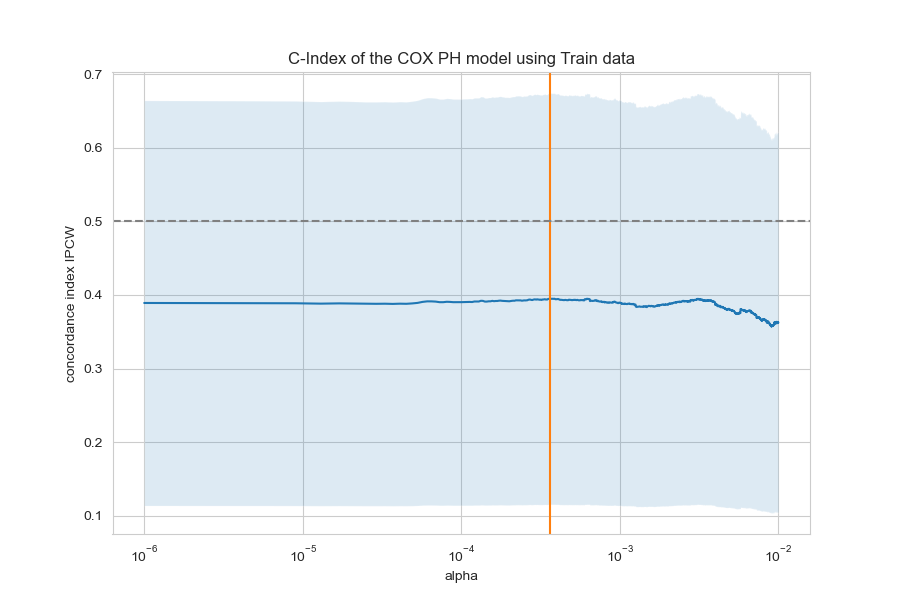 C-Index of the COX PH model using Train data
concordance index IPCW
0.7
0.6
0.5
0.4
0.3
0.2
0.1
10⁻⁶ 10⁻⁵ 10⁻⁴ 10⁻³ 10⁻²
alpha